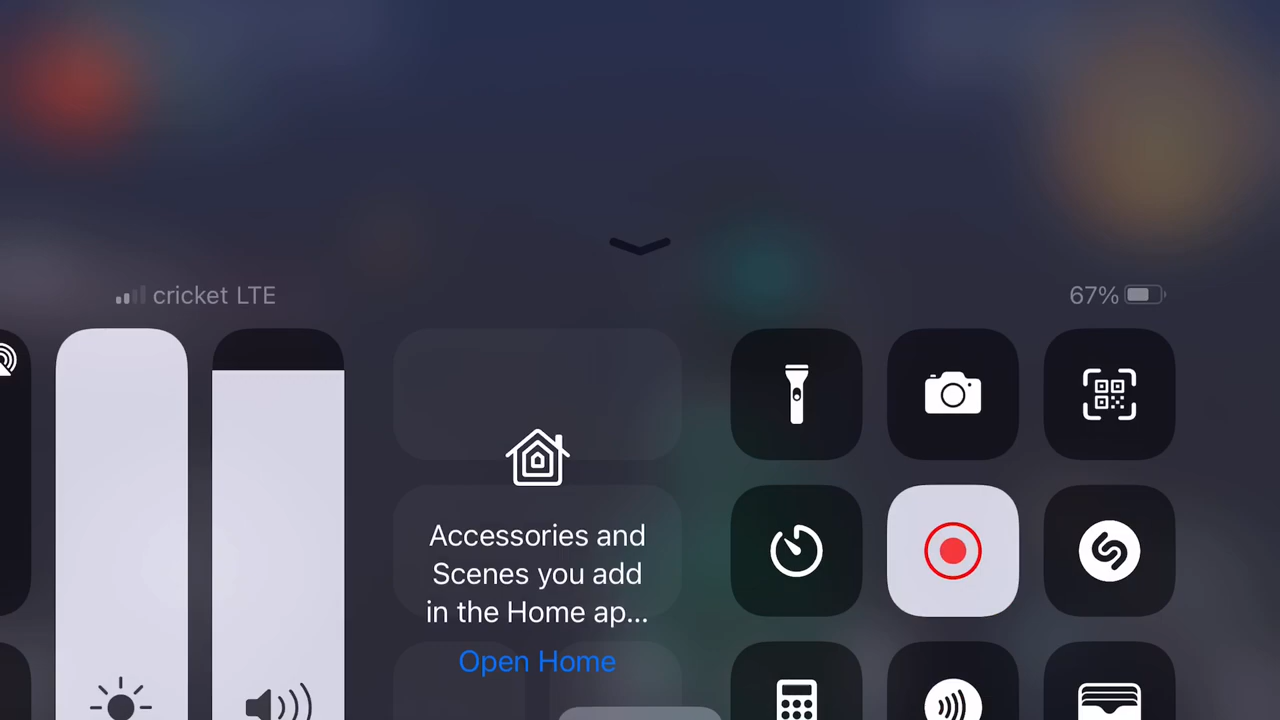 cricket LTE
67%
Accessories and
Scenes you add
in the Home ap...
Open Home